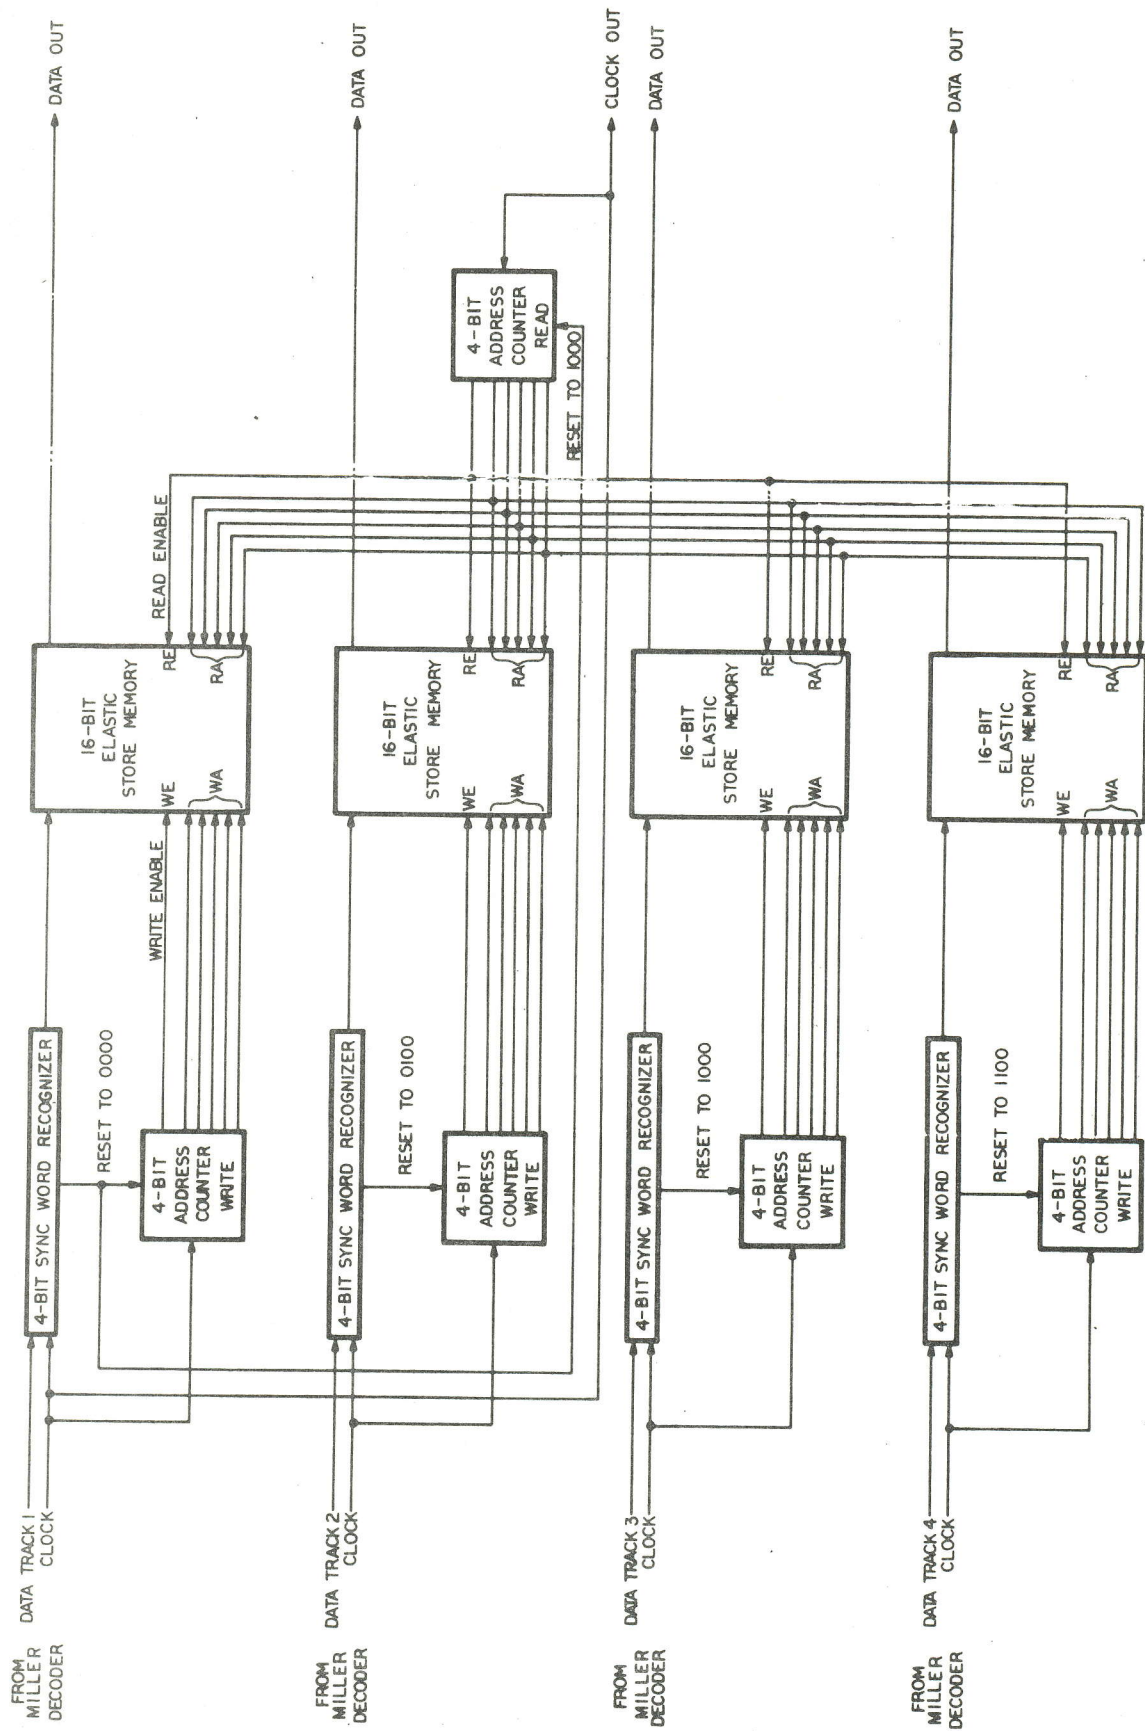 FROM
MILLER
DECODER
DATA TRACK 1
CLOCK
4-BIT SYNC WORD RECOGNIZER
RESET TO 0000
4-BIT
ADDRESS
COUNTER
WRITE
WRITE ENABLE
16-BIT
ELASTIC
STORE MEMORY
WE
WA
RE
RA
READ ENABLE
DATA OUT
FROM
MILLER
DECODER
DATA TRACK 2
CLOCK
4-BIT SYNC WORD RECOGNIZER
RESET TO 0100
4-BIT
ADDRESS
COUNTER
WRITE
16-BIT
ELASTIC
STORE MEMORY
WE
WA
RE
RA
DATA OUT
4-BIT
ADDRESS
COUNTER
READ
RESET TO 1000
CLOCK OUT
FROM
MILLER
DECODER
DATA TRACK 3
CLOCK
4-BIT SYNC WORD RECOGNIZER
RESET TO 1000
4-BIT
ADDRESS
COUNTER
WRITE
16-BIT
ELASTIC
STORE MEMORY
WE
WA
RE
RA
DATA OUT
FROM
MILLER
DECODER
DATA TRACK 4
CLOCK
4-BIT SYNC WORD RECOGNIZER
RESET TO 1100
4-BIT
ADDRESS
COUNTER
WRITE
16-BIT
ELASTIC
STORE MEMORY
WE
WA
RE
RA
DATA OUT